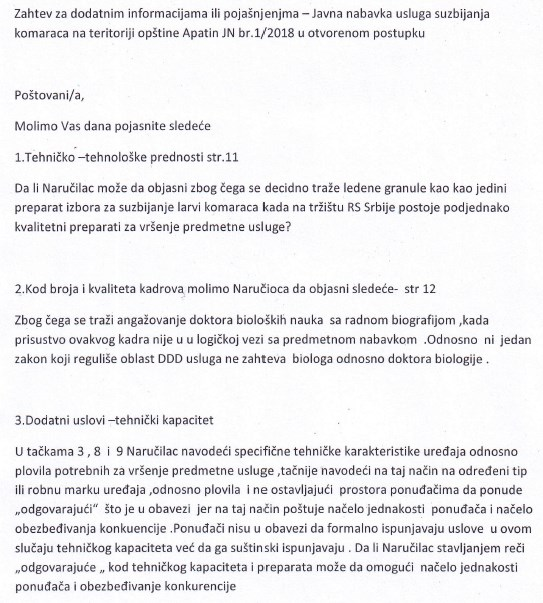 Zahtev za dodatnim informacijama ili pojašnjenjma – Javna nabavka usluga suzbijanja
komaraca na teritoriji opštine Apatin JN br.1/2018 u otvorenom postupku
Poštovani/a,
Molimo Vas dana pojasnite sledeće
1.Tehničko –tehnološke prednosti str.11
Da li Naručilac može da objasni zbog čega se decidno traže ledene granule kao kao jedini
preparat izbora za suzbijanje larvi komaraca kada na tržištu RS Srbije postoje podjednako
kvalitetni preparati za vršenje predmetne usluge?
2.Kod broja i kvaliteta kadrova molimo Naručioca da objasni sledeće- str 12
Zbog čega se traži angažovanje doktora bioloških nauka sa radnom biografijom ,kada
prisustvo ovakvog kadra nije u u logičkoj vezi sa predmetnom nabavkom .Odnosno ni jedan
zakon koji reguliše oblast DDD usluga ne zahteva biologa odnosno doktora biologije .
3.Dodatni uslovi –tehnički kapacitet
U tačkama 3 , 8 i 9 Naručilac navodeći specifične tehničke karakteristike uređaja odnosno
plovila potrebnih za vršenje predmetne usluge ,tačnije navodeći na taj način na određeni tip
ili robnu marku uređaja ,odnosno plovila i ne ostavljajući prostora ponuđačima da ponude
„odgovarajući“ što je u obavezi jer na taj način poštuje načelo jednakosti ponuđača i načelo
obezbeđivanja konkuencije .Ponuđači nisu u obavezi da formalno ispunjavaju uslove u ovom
slučaju tehničkog kapaciteta već da ga suštinski ispunjavaju . Da li Naručilac stavljanjem reči
„odgovarajuće „ kod tehničkog kapaciteta i preparata može da omogući načelo jednakosti
ponuđača i obezbeđivanje konkurencije